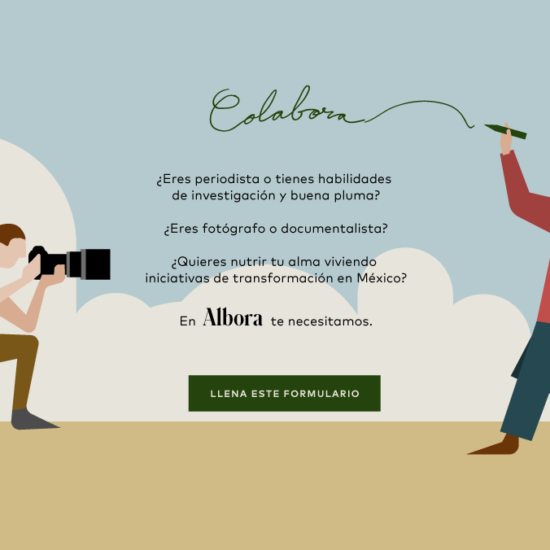 Colabora
¿Eres periodista o tienes habilidades
de investigación y buena pluma?
¿Eres fotógrafo o documentalista?
¿Quieres nutrir tu alma viviendo
iniciativas de transformación en México?
En Albora te necesitamos.
LLENA ESTE FORMULARIO